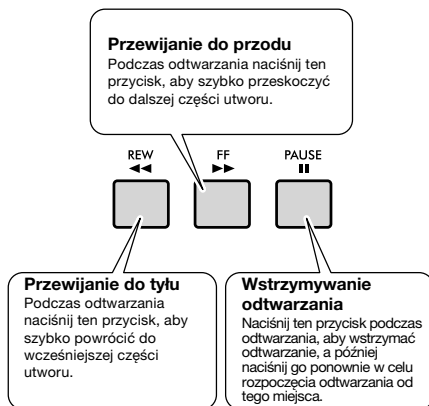 Przewijanie do przodu
Podczas odtwarzania naciśnij ten
przycisk, aby szybko przeskoczyć
do dalszej części utworu.
REW
FF
PAUSE
Przewijanie do tyłu
Podczas odtwarzania
naciśnij ten przycisk, aby
szybko powrócić do
wcześniejszej części
utworu.
Wstrzymywanie
odtwarzania
Naciśnij ten przycisk podczas
odtwarzania, aby wstrzymać
odtwarzanie, a później
naciśnij go ponownie w celu
rozpoczęcia odtwarzania od
tego miejsca.